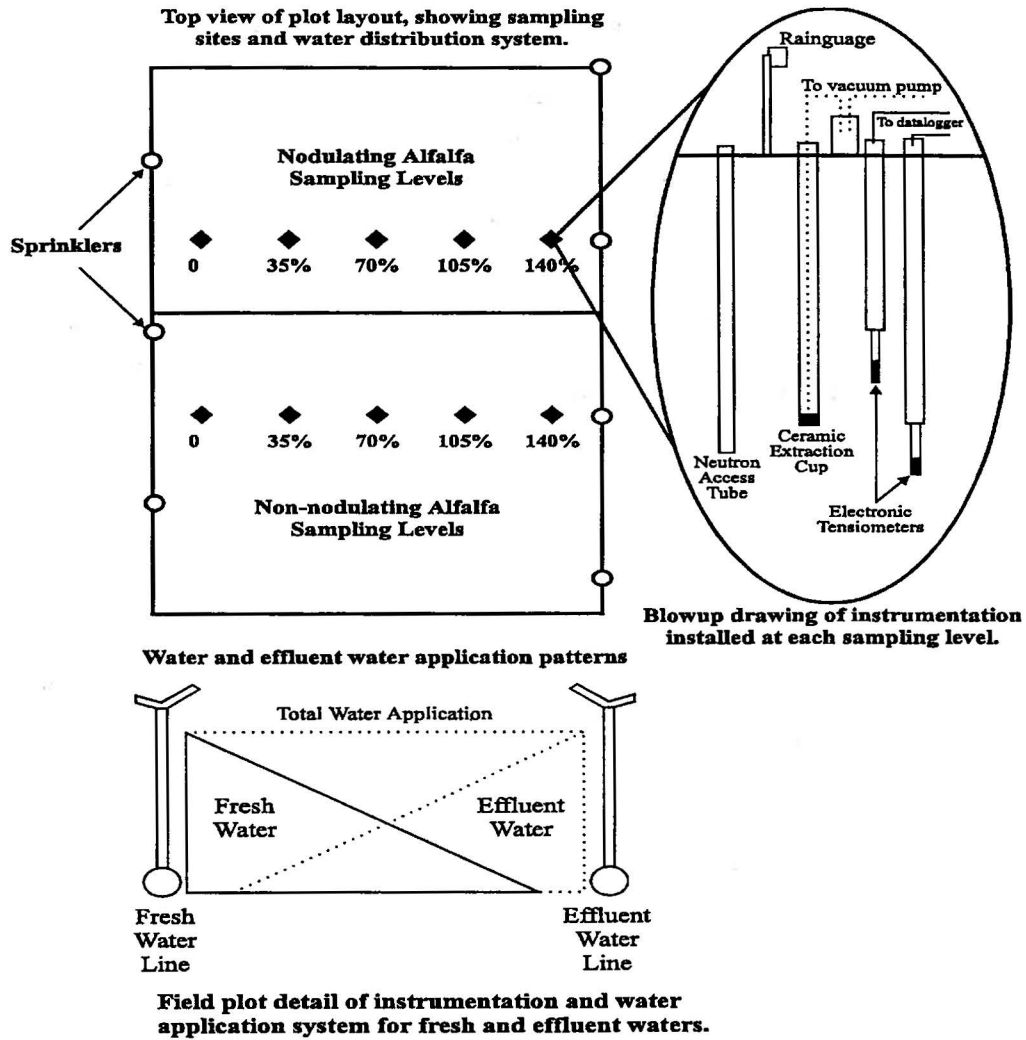 Top view of plot layout, showing sampling
sites and water distribution system.
Rainguage
To vacuum pump
To datalogger
Nodulating Alfalfa
Sampling Levels
Sprinklers
0 35% 70% 105% 140%
0 35% 70% 105% 140%
Non-nodulating Alfalfa
Sampling Levels
Neutron
Access
Tube
Ceramic
Extraction
Cup
Electronic
Tensiometers
Blowup drawing of instrumentation
installed at each sampling level.
Water and effluent water application patterns
Total Water Application
Fresh
Water
Effluent
Water
Fresh
Water
Line
Effluent
Water
Line
Field plot detail of instrumentation and water
application system for fresh and effluent waters.